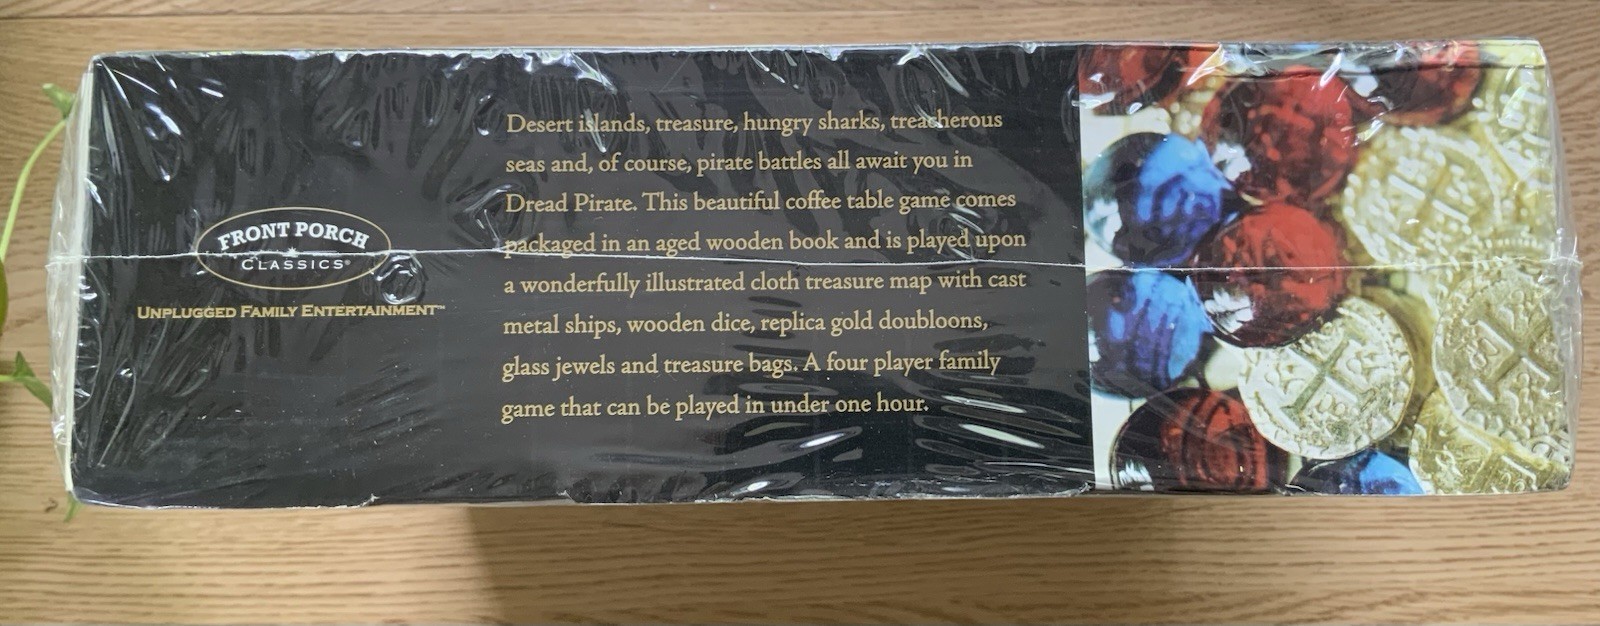 FRONT PORCH
CLASSICS®
UNPLUGGED FAMILY ENTERTAINMENT™
Desert islands, treasure, hungry sharks, treacherous
seas and, of course, pirate battles all await you in
Dread Pirate. This beautiful coffee table game comes
packaged in an aged wooden book and is played upon
a wonderfully illustrated cloth treasure map with cast
metal ships, wooden dice, replica gold doubloons,
glass jewels and treasure bags. A four player family
game that can be played in under one hour.